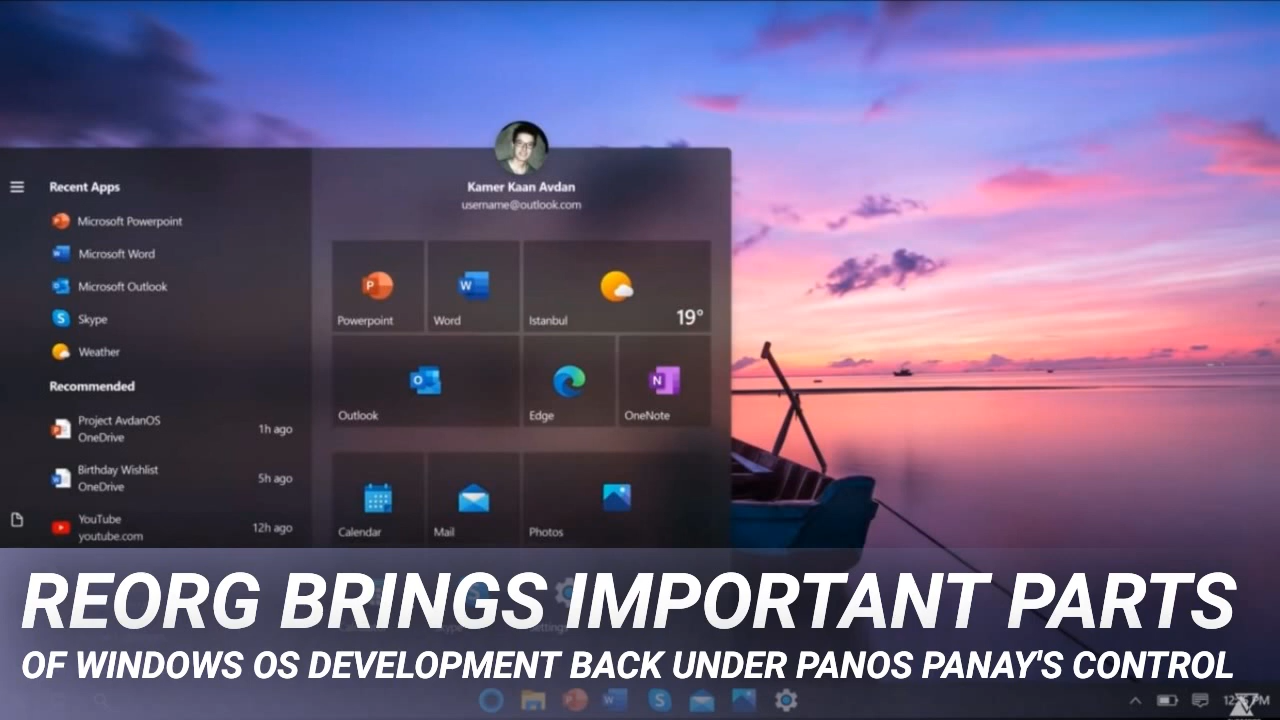 Recent Apps
Microsoft Powerpoint
Microsoft Word
Microsoft Outlook
Skype
Weather
Recommended
Project AvdanOS
OneDrive
1h ago
Birthday Wishlist
OneDrive
5h ago
YouTube
youtube.com
12h ago
Kamer Kaan Avdan
username@outlook.com
Powerpoint
Word
Istanbul
19°
Outlook
Edge
OneNote
Calendar
Mail
Photos
REORG BRINGS IMPORTANT PARTS
OF WINDOWS OS DEVELOPMENT BACK UNDER PANOS PANAY'S CONTROL